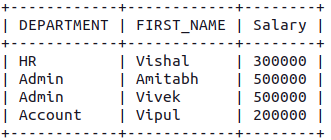 +------------+------------+--------+
| DEPARTMENT | FIRST_NAME | Salary |
+------------+------------+--------+
| HR         | Vishal     | 300000 |
| Admin      | Amitabh    | 500000 |
| Admin      | Vivek      | 500000 |
| Account    | Vipul      | 200000 |
+------------+------------+--------+